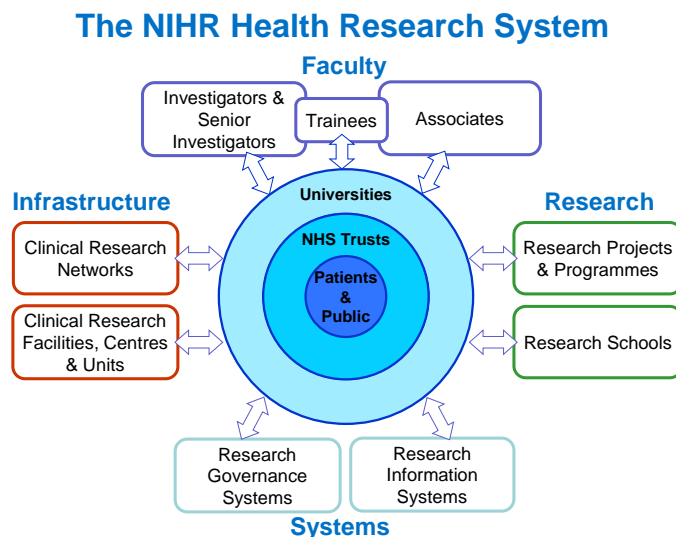 The NIHR Health Research System
Faculty
Investigators &
Senior
Investigators
Trainees
Associates
Infrastructure
Clinical Research
Networks
Clinical Research
Facilities, Centres
& Units
Universities
NHS Trusts
Patients
&
Public
Research
Research Projects
& Programmes
Research Schools
Research
Governance
Systems
Research
Information
Systems
Systems